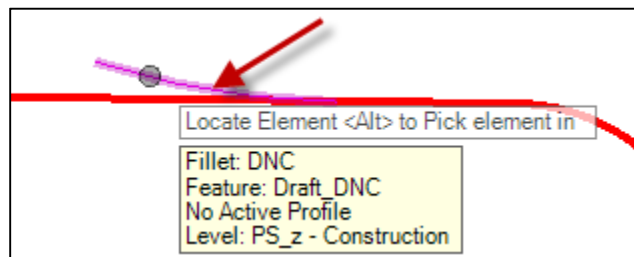 Locate Element <Alt> to Pick element in
Fillet: DNC
Feature: Draft_DNC
No Active Profile
Level: PS_z - Construction